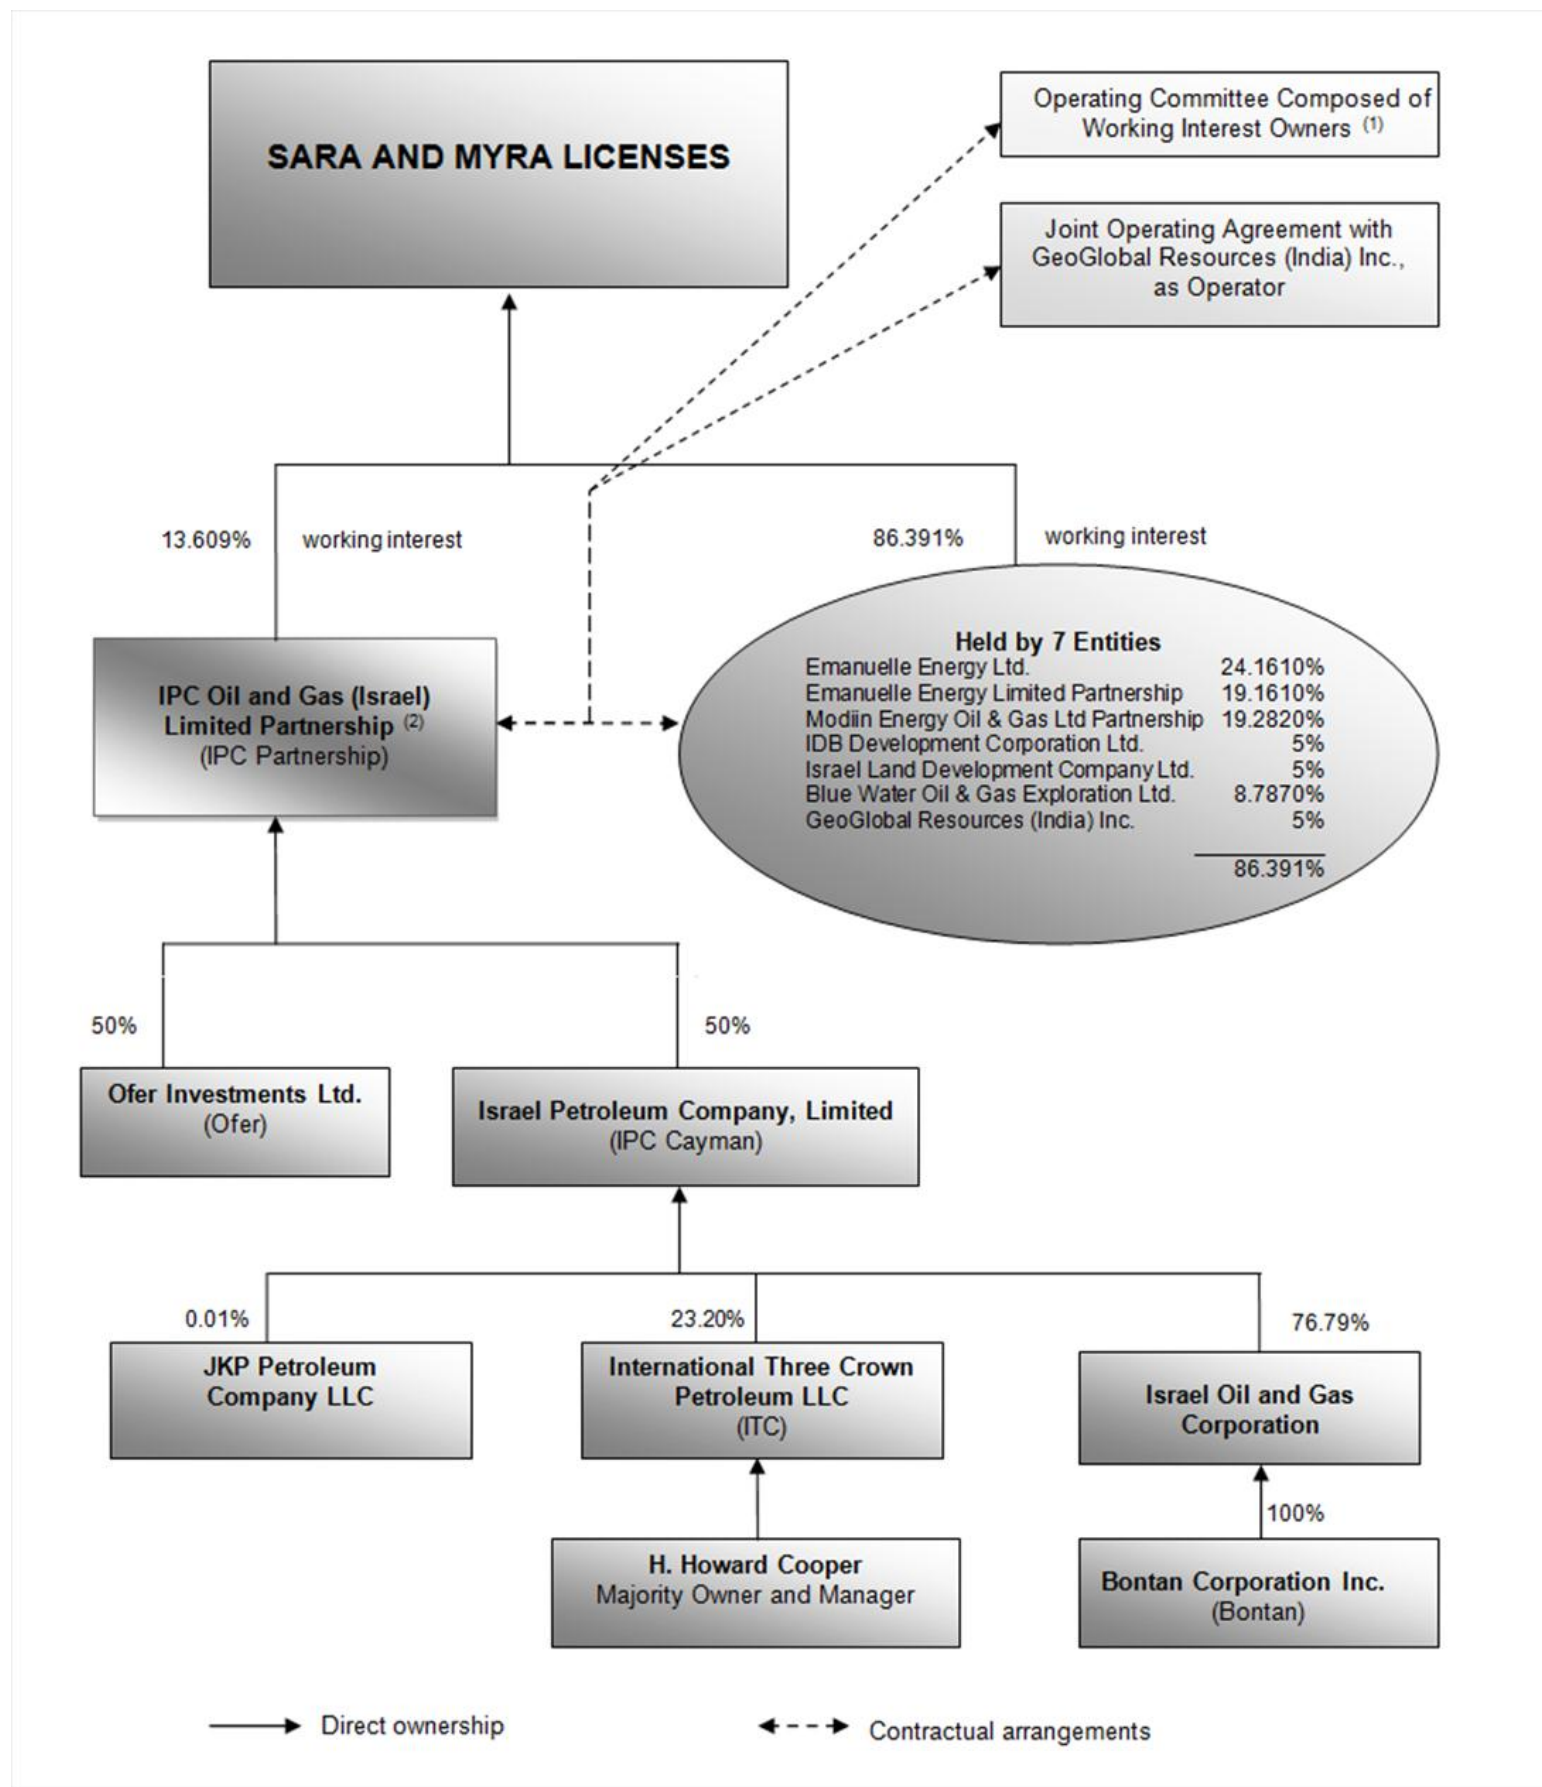 SARA AND MYRA LICENSES
Operating Committee Composed of
Working Interest Owners (1)
Joint Operating Agreement with
GeoGlobal Resources (India) Inc.,
as Operator
13.609% working interest
86.391% working interest
IPC Oil and Gas (Israel)
Limited Partnership (2)
(IPC Partnership)
Held by 7 Entities
Emanuelle Energy Ltd. 24.1610%
Emanuelle Energy Limited Partnership 19.1610%
Modiin Energy Oil & Gas Ltd Partnership 19.2820%
IDB Development Corporation Ltd. 5%
Israel Land Development Company Ltd. 5%
Blue Water Oil & Gas Exploration Ltd. 8.7870%
GeoGlobal Resources (India) Inc. 5%
86.391%
50%
50%
Ofer Investments Ltd.
(Ofer)
Israel Petroleum Company, Limited
(IPC Cayman)
0.01%
23.20%
76.79%
JKP Petroleum
Company LLC
International Three Crown
Petroleum LLC
(ITC)
Israel Oil and Gas
Corporation
100%
H. Howard Cooper
Majority Owner and Manager
Bontan Corporation Inc.
(Bontan)
Direct ownership
Contractual arrangements